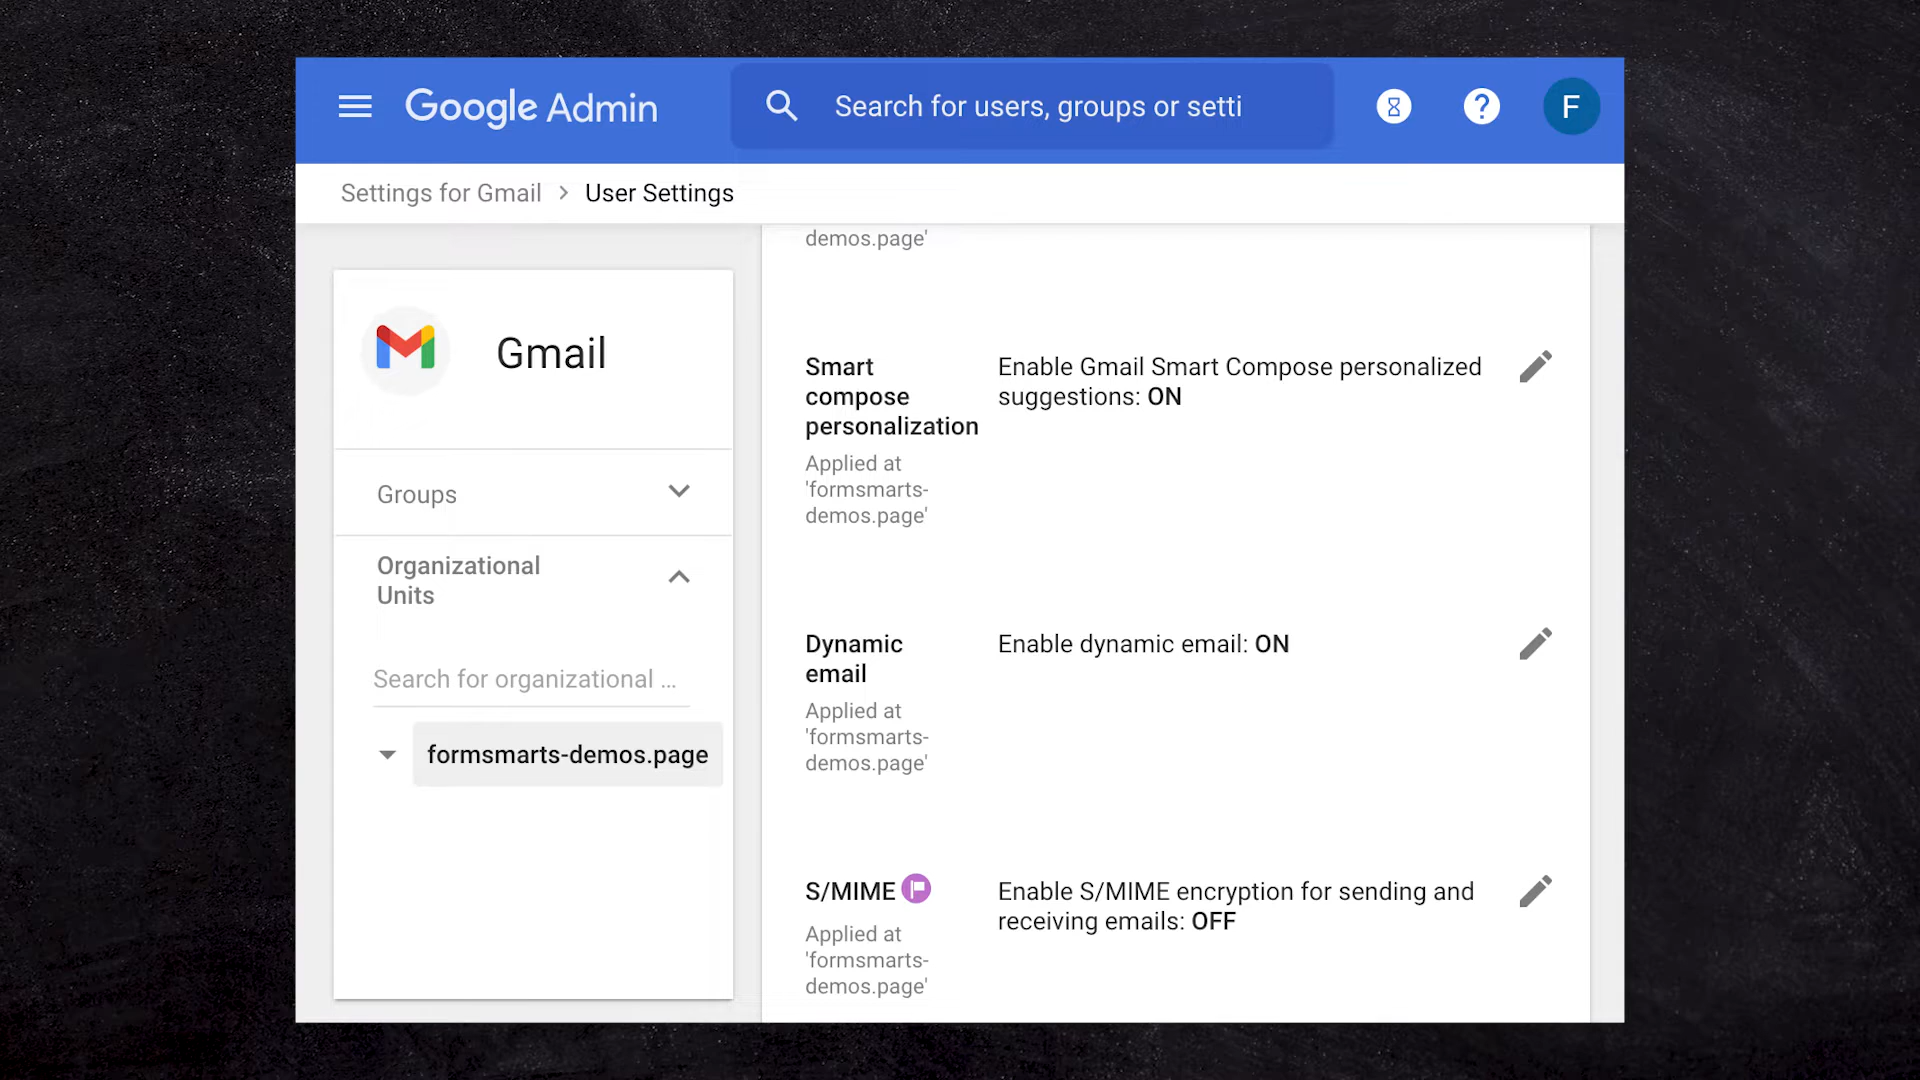 Google Admin
Search for users, groups or setti
F
Settings for Gmail > User Settings
Gmail
Groups
Organizational
Units
Search for organizational ...
formsmarts-demos.page
demos.page'
Smart
compose
personalization
Applied at
'formsmarts-
demos.page'
Enable Gmail Smart Compose personalized
suggestions: ON
Dynamic
email
Applied at
'formsmarts-
demos.page'
Enable dynamic email: ON
S/MIME
Applied at
'formsmarts-
demos.page'
Enable S/MIME encryption for sending and
receiving emails: OFF